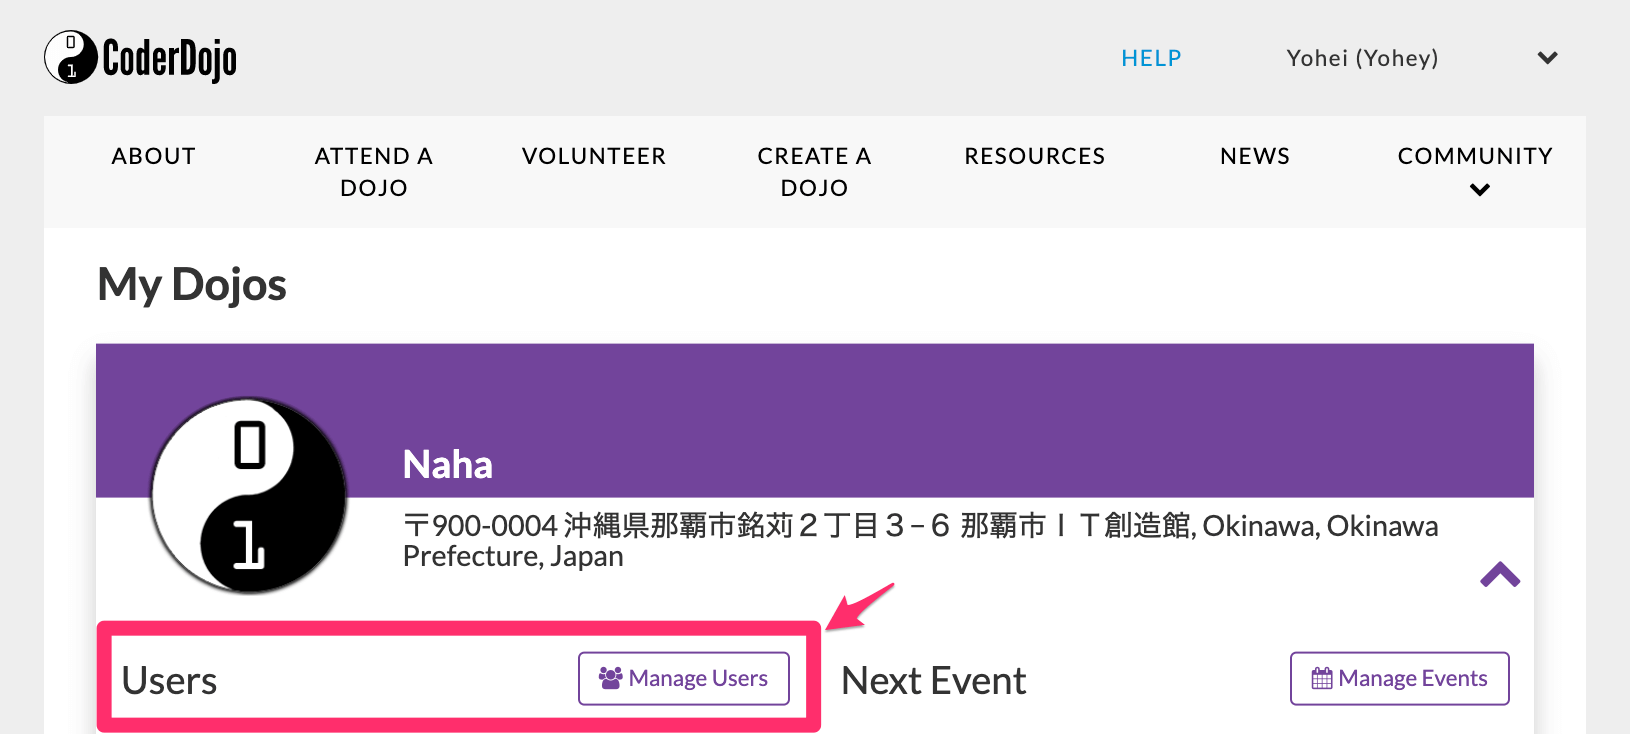 0
1
CoderDojo
HELP
Yohei (Yohey)
ABOUT
ATTEND A
DOJO
VOLUNTEER
CREATE A
DOJO
RESOURCES
NEWS
COMMUNITY
My Dojos
0
1
Naha
〒900-0004 沖縄県那覇市銘苅２丁目３−６ 那覇市ＩＴ創造館, Okinawa, Okinawa
Prefecture, Japan
Users
Manage Users
Next Event
Manage Events